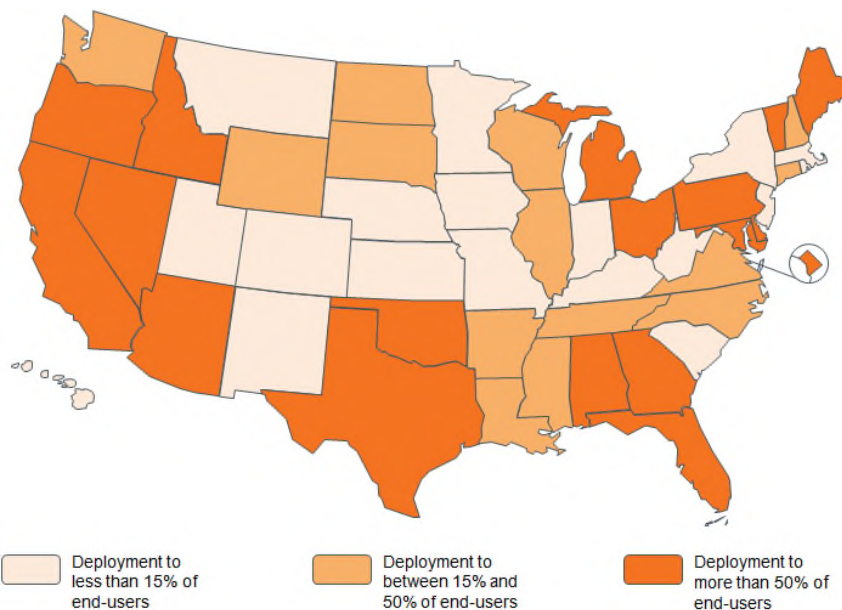 Deployment to
less than 15% of
end-users
Deployment to
between 15% and
50% of end-users
Deployment to
more than 50% of
end-users